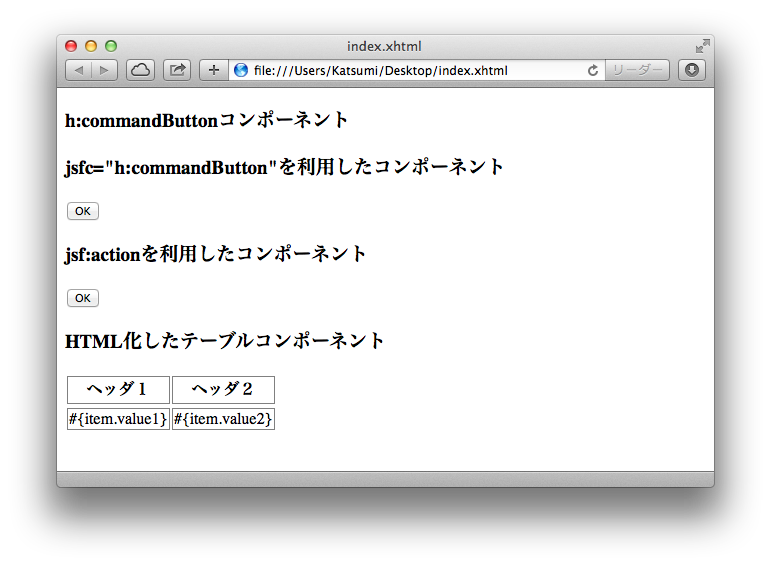 index.xhtml
file:///Users/Katsumi/Desktop/index.xhtml
リーダー
h:commandButtonコンポーネント
jsfc="h:commandButton"を利用したコンポーネント
OK
jsf:actionを利用したコンポーネント
OK
HTML化したテーブルコンポーネント
ヘッダ１ ヘッダ２
#{item.value1} #{item.value2}